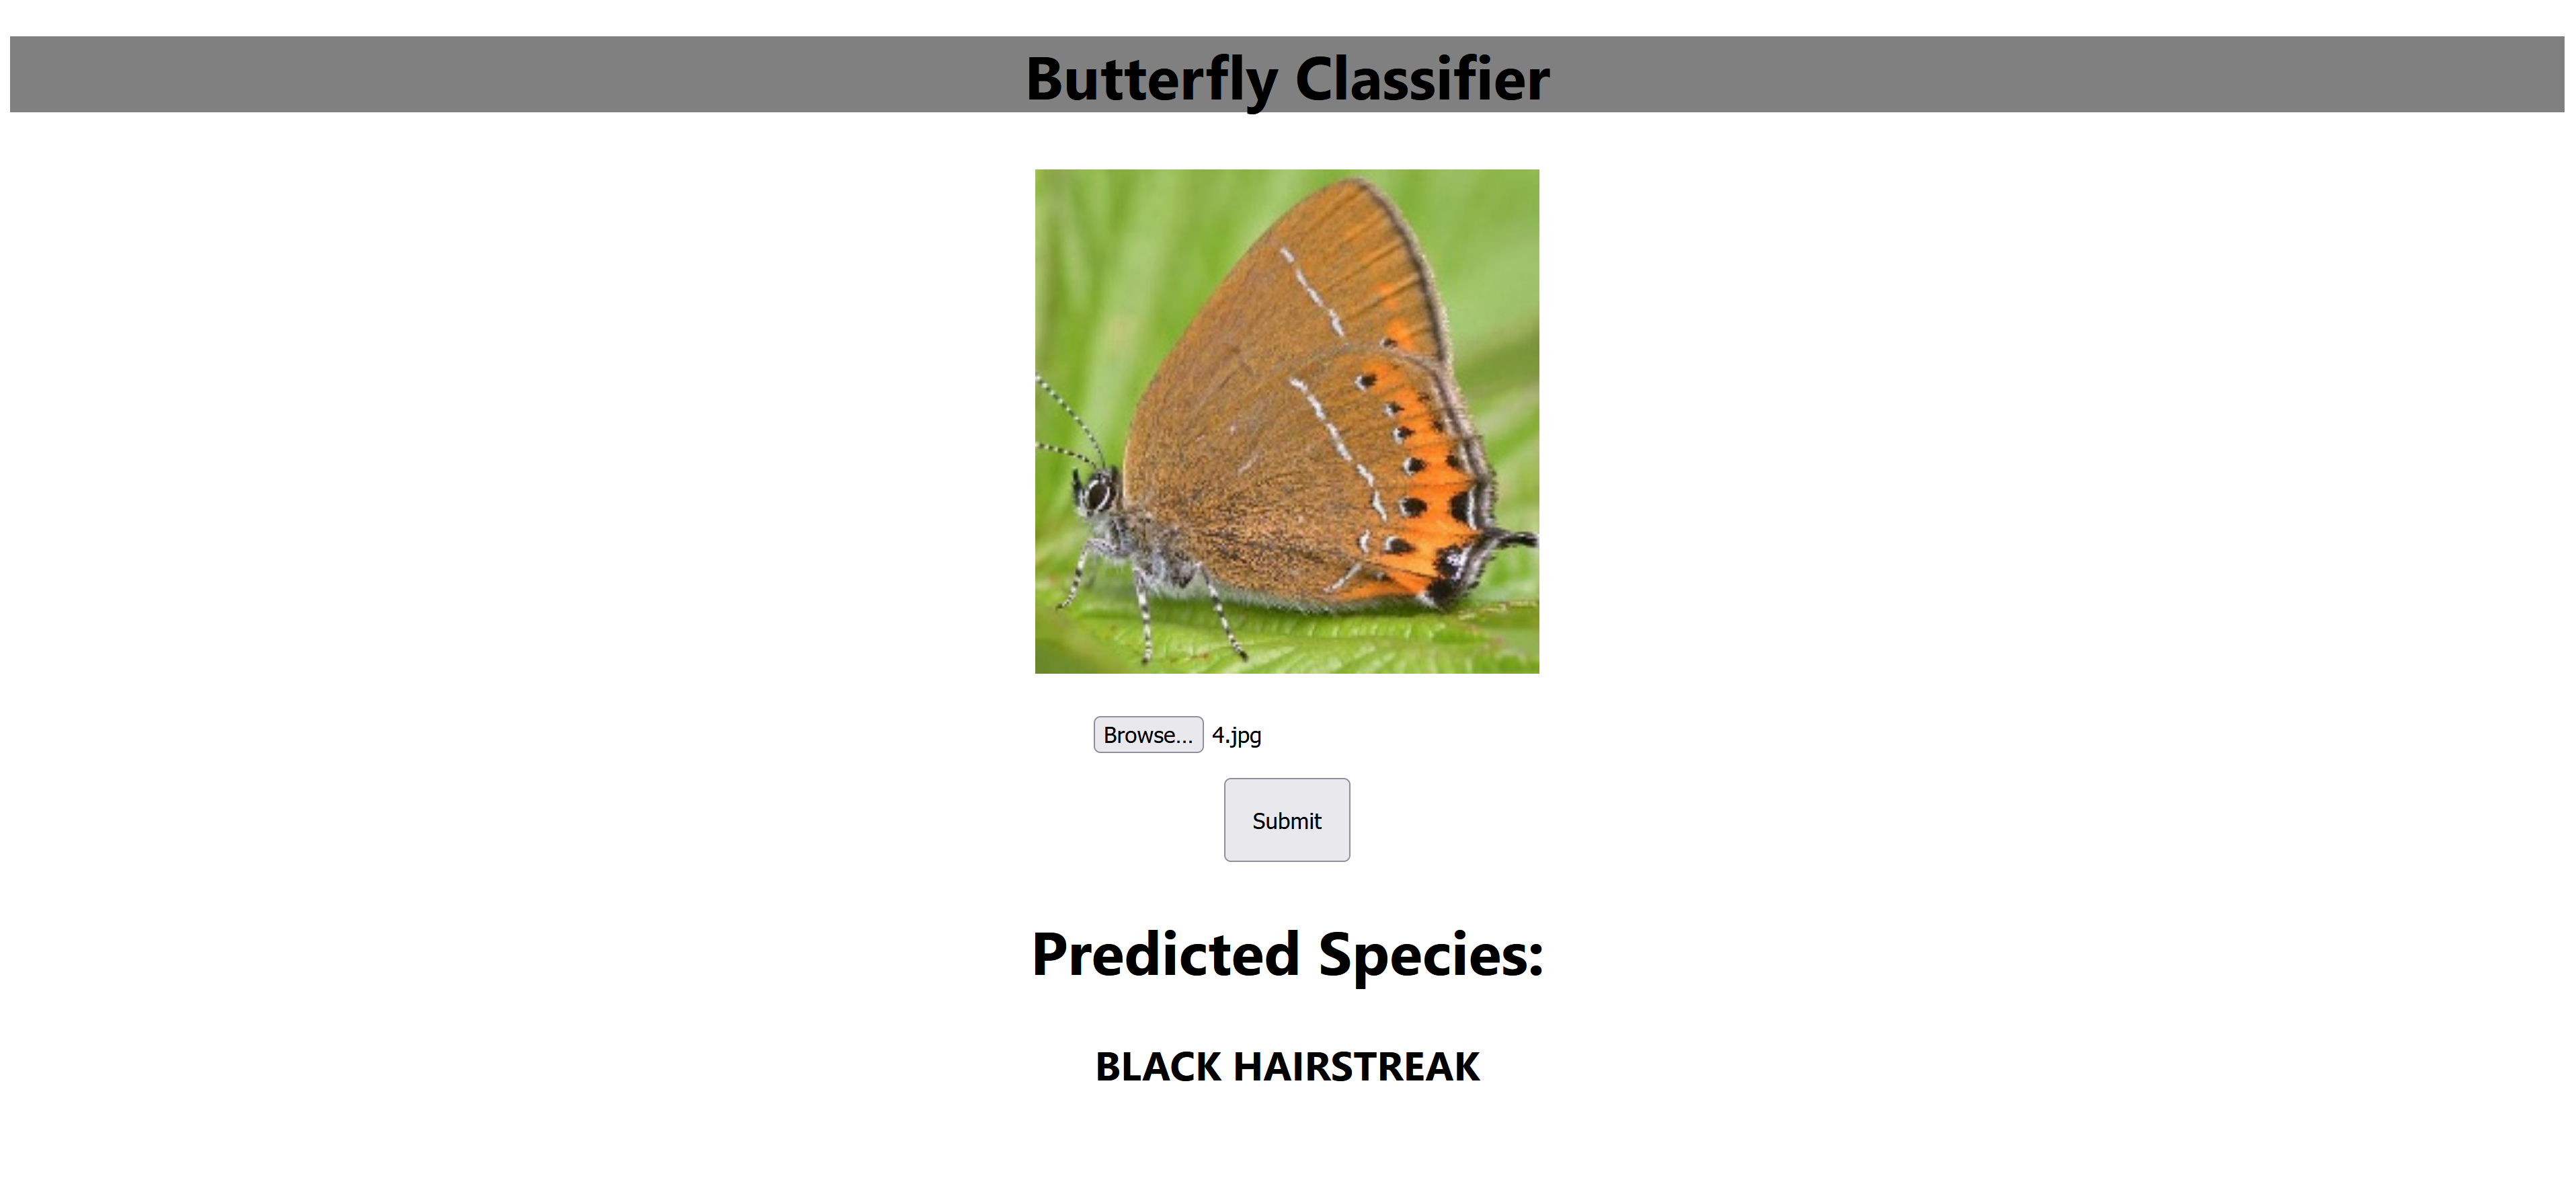 Butterfly Classifier
Browse... 4.jpg
Submit
Predicted Species:
BLACK HAIRSTREAK